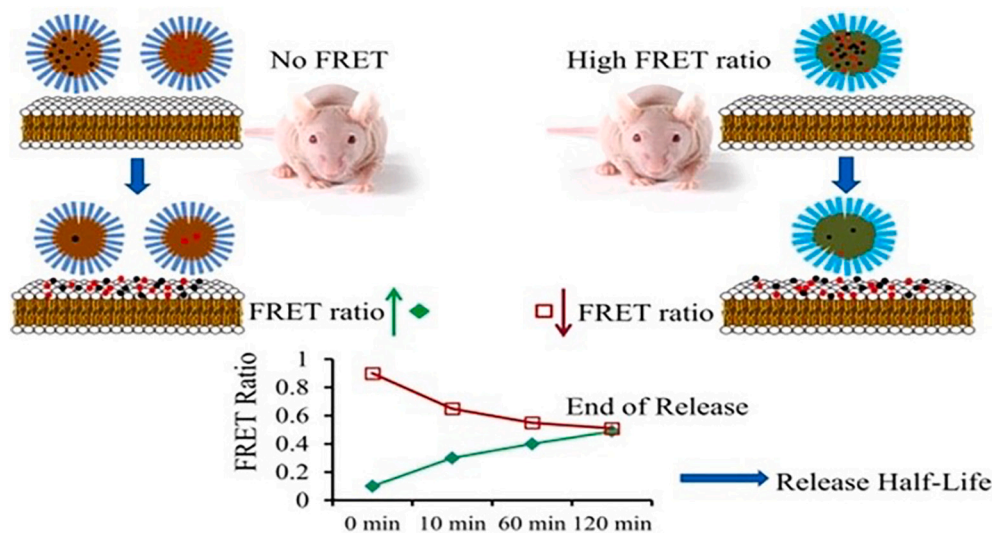 No FRET
High FRET ratio
FRET ratio
FRET ratio
FRET Ratio
1
0.8
0.6
0.4
0.2
0
End of Release
0 min 10 min 60 min 120 min
Release Half-Life